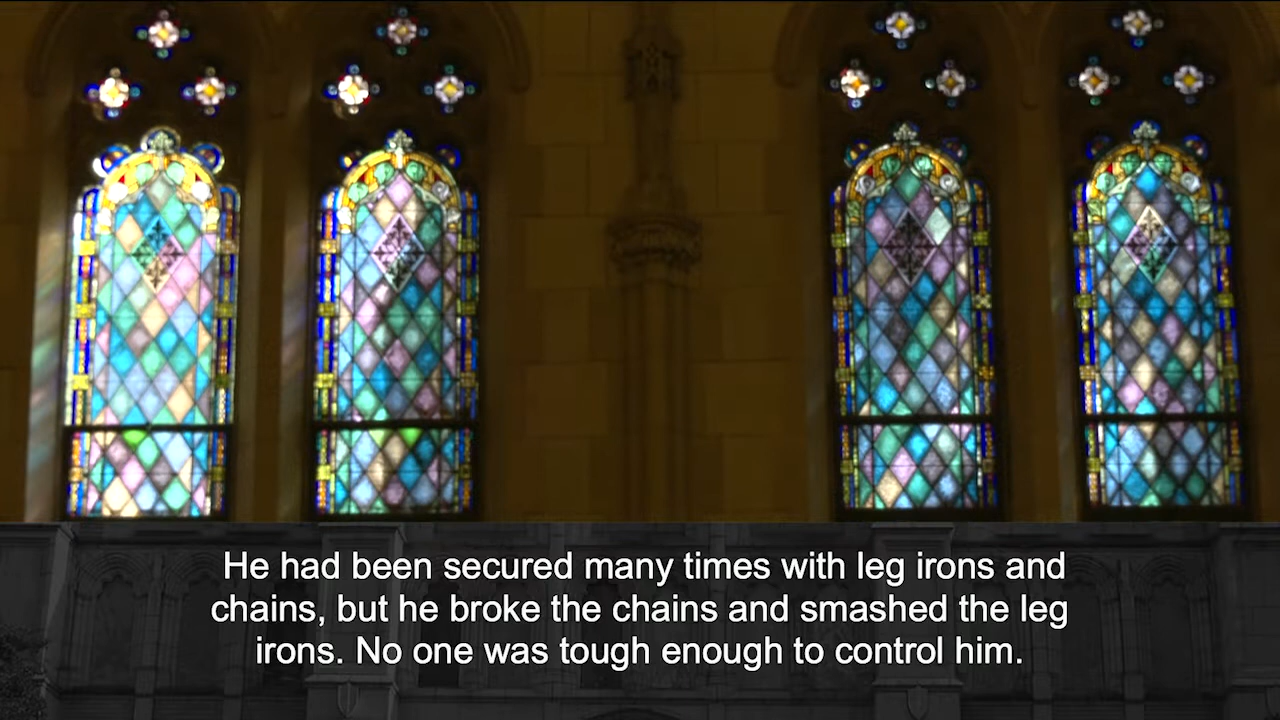 He had been secured many times with leg irons and
chains, but he broke the chains and smashed the leg
irons. No one was tough enough to control him.